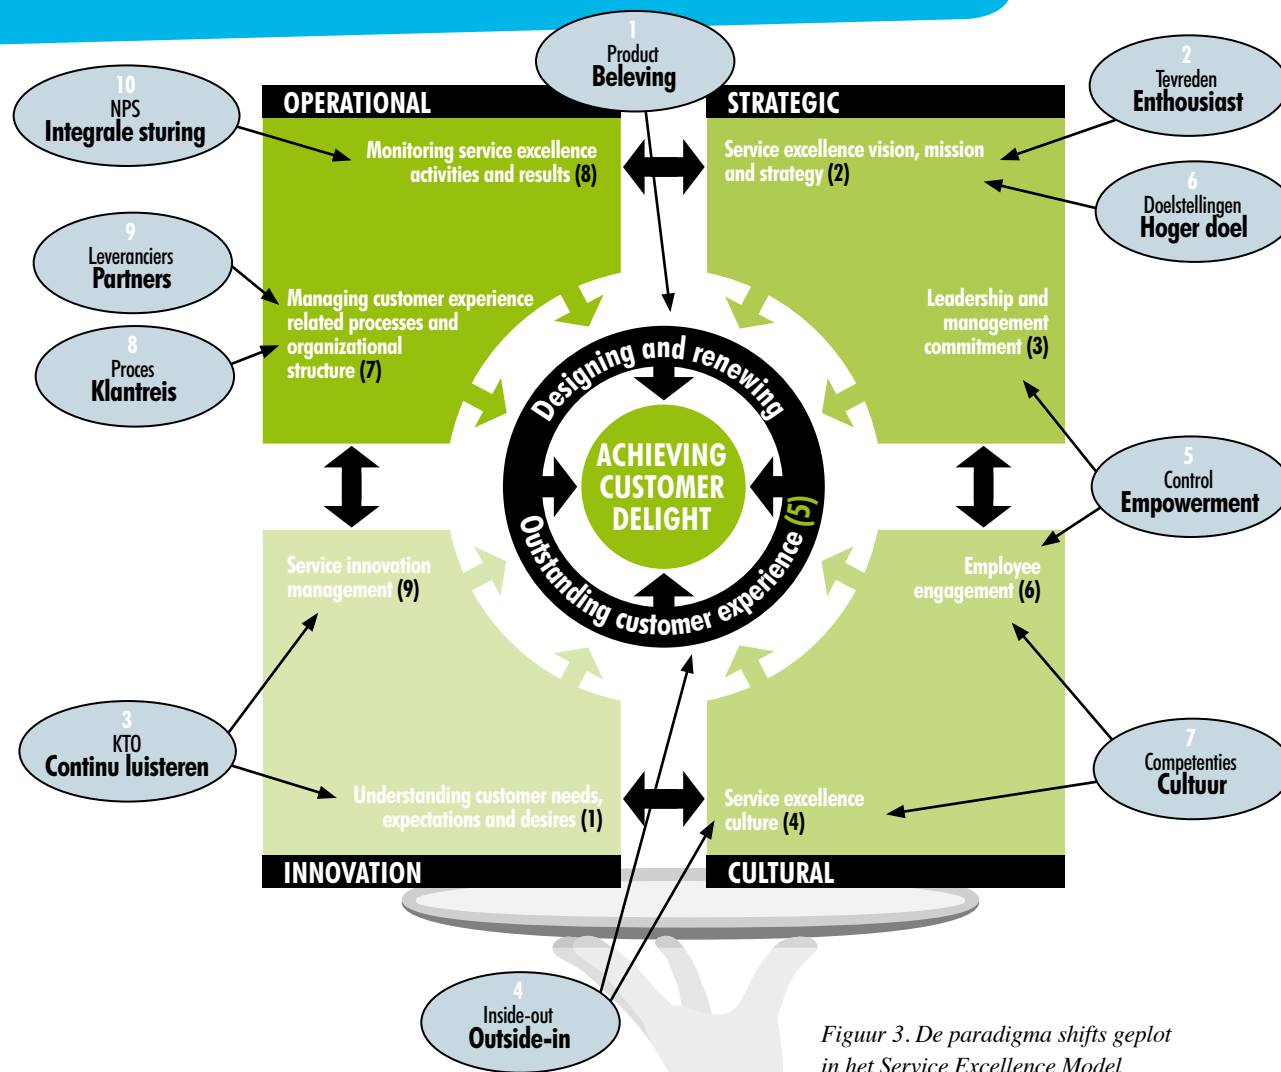 1
Product
Beleving
2
Tevreden
Enthousiast
10
NPS
Integrale sturing
OPERATIONAL
STRATEGIC
Monitoring service excellence
activities and results (8)
Service excellence vision, mission
and strategy (2)
6
Doelstellingen
Hoger doel
9
Leveranciers
Partners
Managing customer experience
related processes and
organizational
structure (7)
Leadership and
management
commitment (3)
8
Proces
Klantreis
Designing and renewing
Outstanding customer experience (5)
ACHIEVING
CUSTOMER
DELIGHT
5
Control
Empowerment
Service innovation
management (9)
Employee
engagement (6)
3
KTO
Continu luisteren
7
Competenties
Cultuur
Understanding customer needs,
expectations and desires (1)
Service excellence
culture (4)
INNOVATION
CULTURAL
4
Inside-out
Outside-in
Figuur 3. De paradigma shifts geplot
in het Service Excellence Model